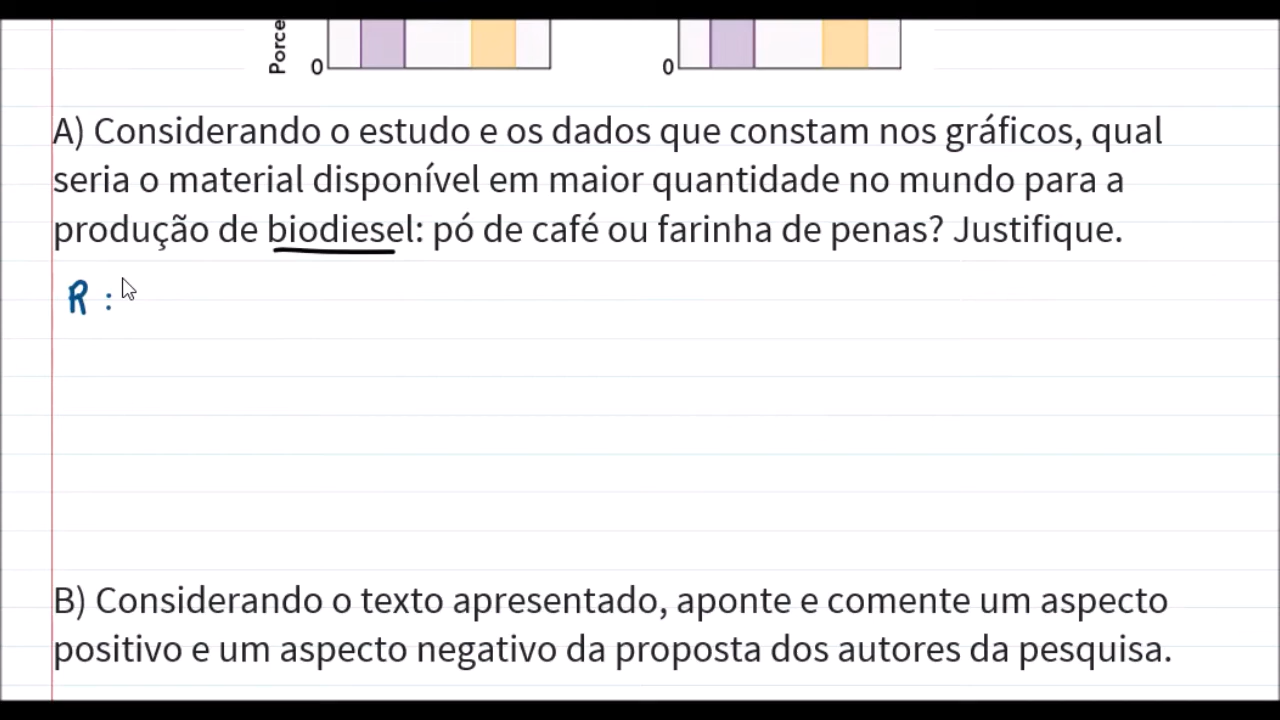 Porce
0
0
A) Considerando o estudo e os dados que constam nos gráficos, qual
seria o material disponível em maior quantidade no mundo para a
produção de biodiesel: pó de café ou farinha de penas? Justifique.
R :
B) Considerando o texto apresentado, aponte e comente um aspecto
positivo e um aspecto negativo da proposta dos autores da pesquisa.